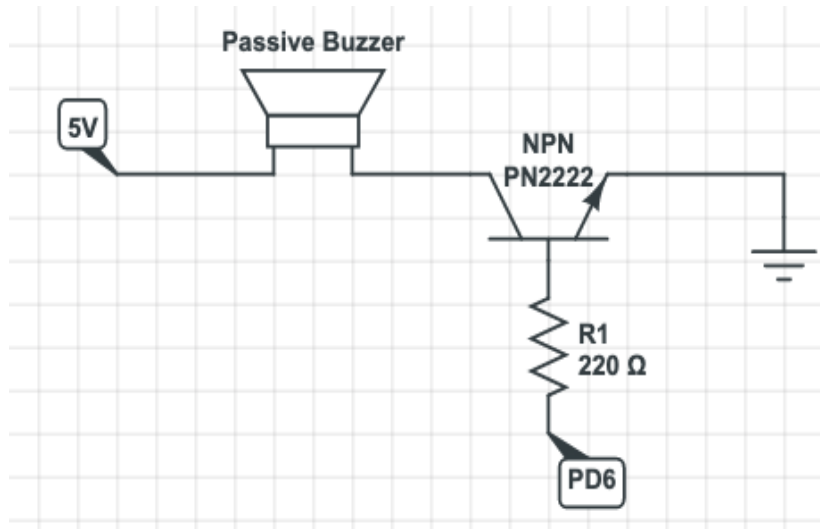 Passive Buzzer
5V
NPN
PN2222
R1
220 Ω
PD6